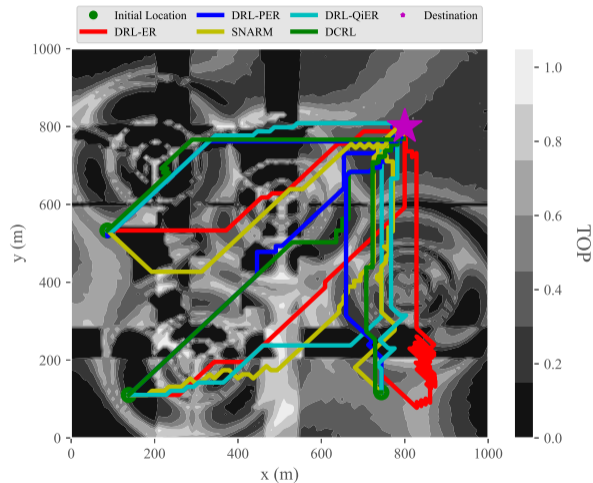 Initial Location DRL-PER DRL-QiER Destination
DRL-ER SNARM DCRL
1000
800
600
400
200
0
y (m)
0 200 400 600 800 1000
x (m)
1.0
0.8
0.6
0.4
0.2
0.0
TOP